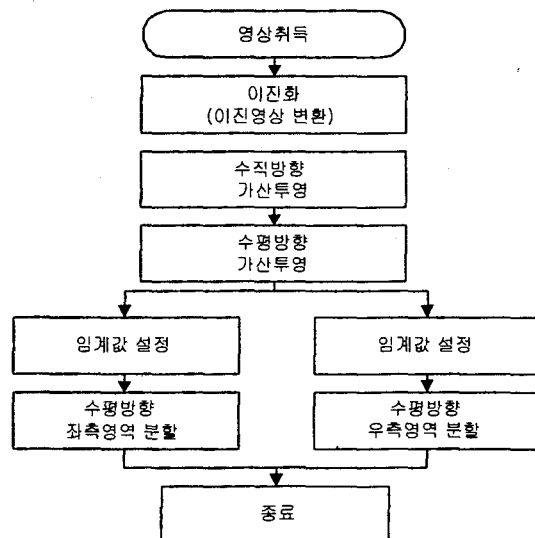 영상취득
이진화
(이진영상 변환)
수직방향
가산투영
수평방향
가산투영
임계값 설정
임계값 설정
수평방향
좌측영역 분할
수평방향
우측영역 분할
종료